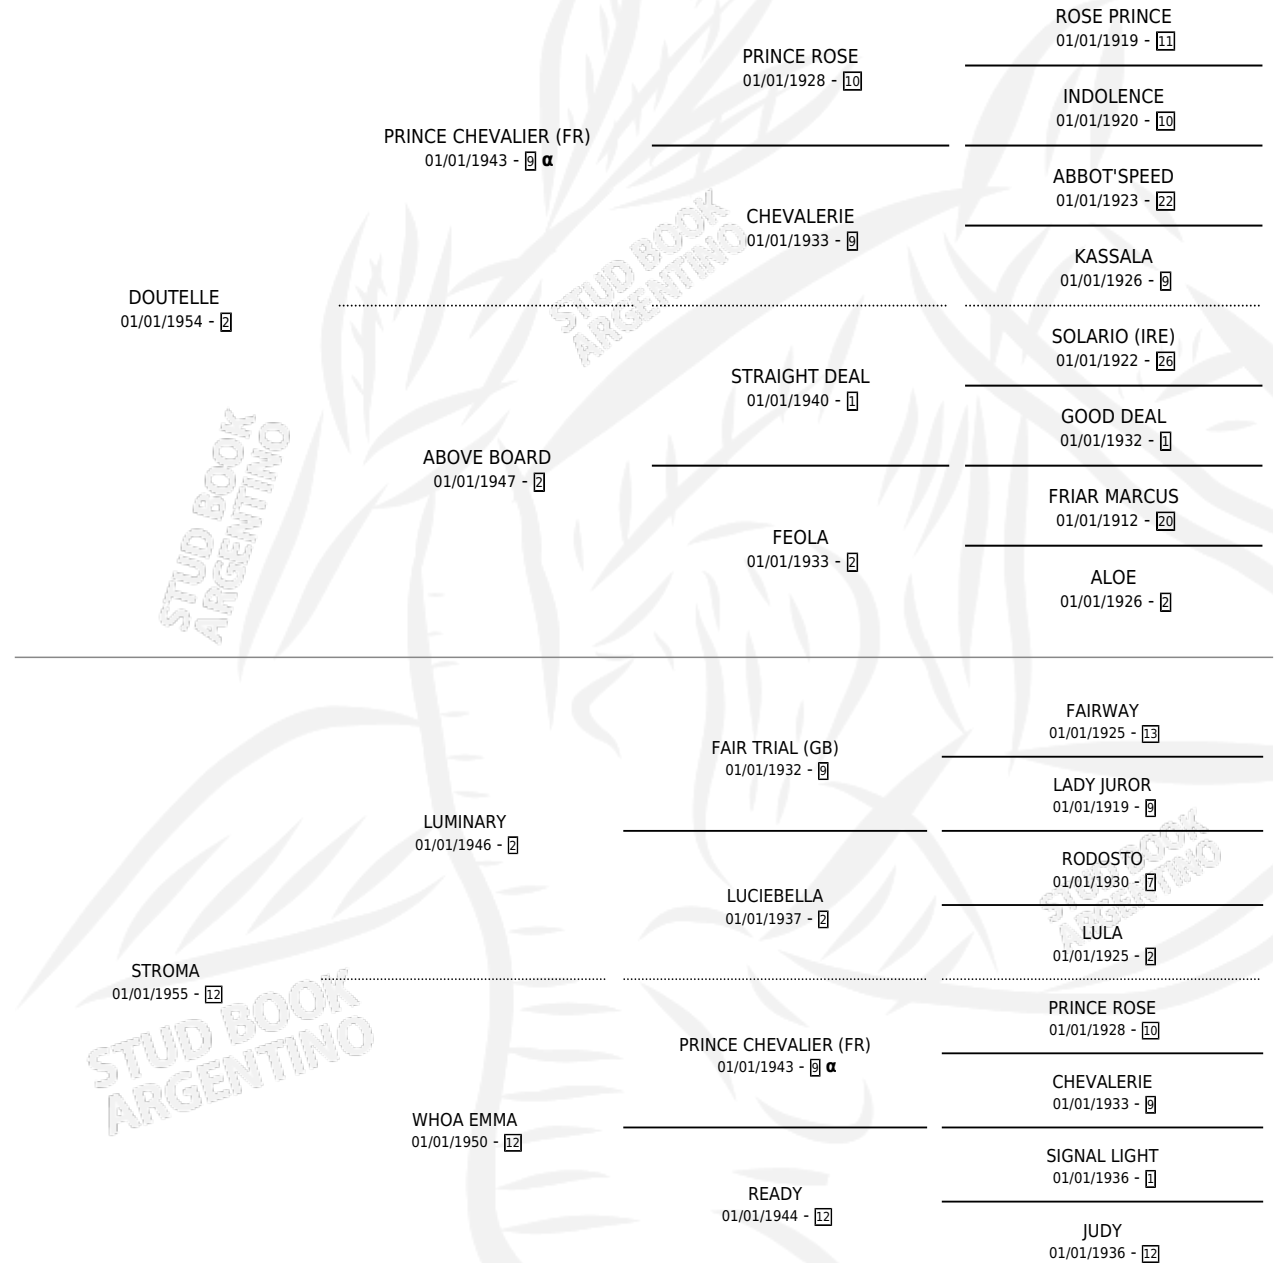 ROSE PRINCE
01/01/1919 - 11
PRINCE ROSE
01/01/1928 - 10
INDOLENCE
01/01/1920 - 10
PRINCE CHEVALIER (FR)
01/01/1943 - 9 α
ABBOT'SPEED
01/01/1923 - 22
CHEVALERIE
01/01/1933 - 9
KASSALA
01/01/1926 - 9
DOUTELLE
01/01/1954 - 2
SOLARIO (IRE)
01/01/1922 - 26
STRAIGHT DEAL
01/01/1940 - 1
GOOD DEAL
01/01/1932 - 1
ABOVE BOARD
01/01/1947 - 2
FRIAR MARCUS
01/01/1912 - 20
FEOLA
01/01/1933 - 2
ALOE
01/01/1926 - 2
FAIRWAY
01/01/1925 - 13
FAIR TRIAL (GB)
01/01/1932 - 9
LADY JUROR
01/01/1919 - 9
LUMINARY
01/01/1946 - 2
RODOSTO
01/01/1930 - 7
LUCIEBELLA
01/01/1937 - 2
LULA
01/01/1925 - 2
STROMA
01/01/1955 - 12
PRINCE ROSE
01/01/1928 - 10
PRINCE CHEVALIER (FR)
01/01/1943 - 9 α
CHEVALERIE
01/01/1933 - 9
WHOA EMMA
01/01/1950 - 12
SIGNAL LIGHT
01/01/1936 - 1
READY
01/01/1944 - 12
JUDY
01/01/1936 - 12
STUD BOOK
ARGENTINO
STUD BOOK
ARGENTINO
STUD BOOK
ARGENTINO
STUD BOOK
ARGENTINO